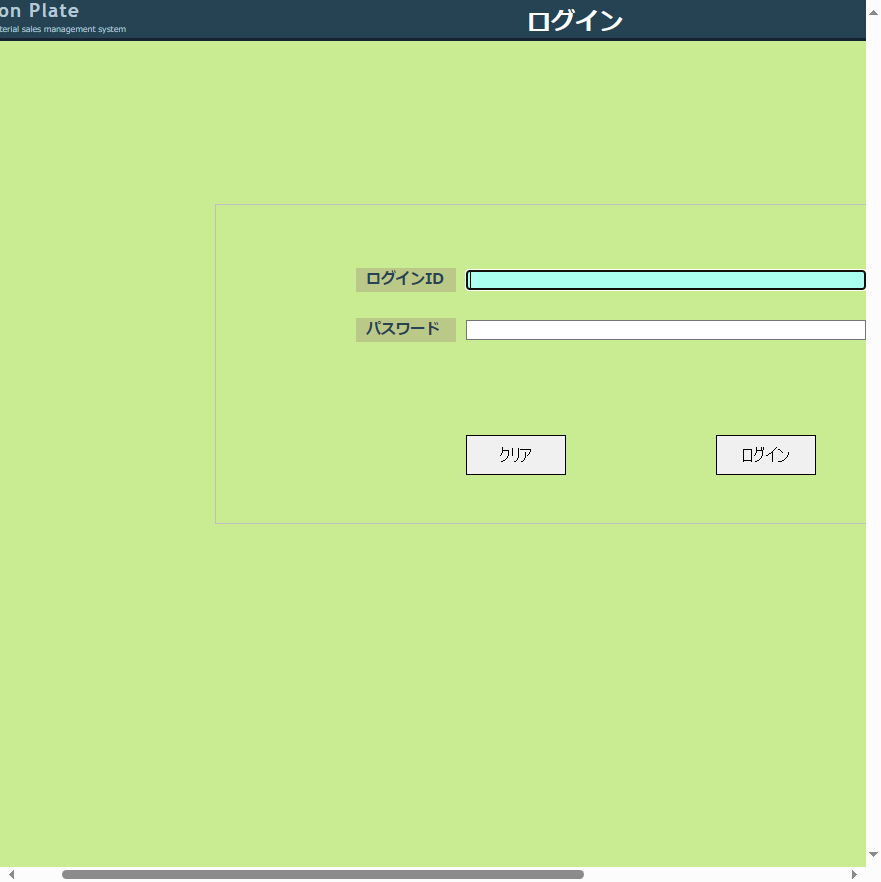 on Plate
terial sales management system
ログイン
ログインID
パスワード
クリア
ログイン